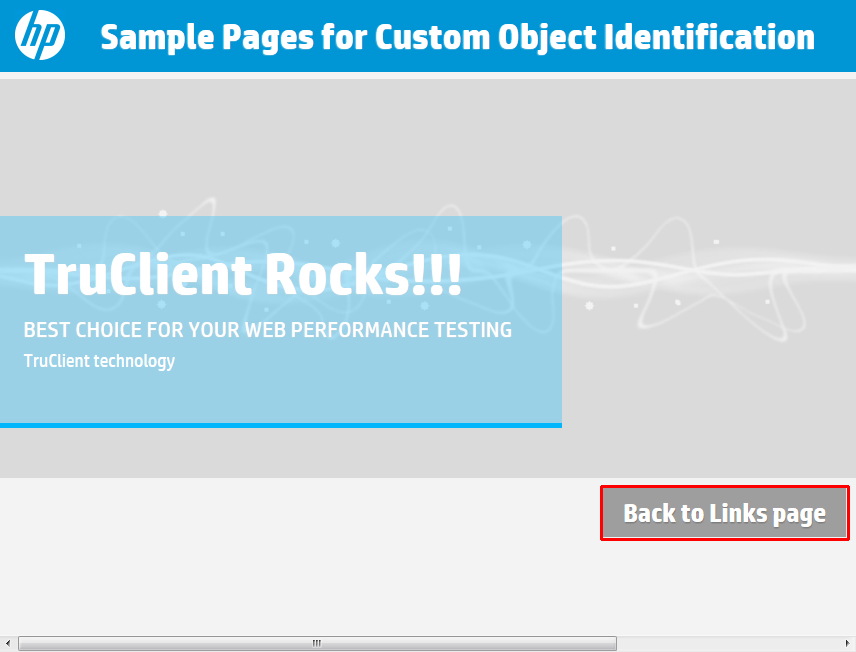 hp
Sample Pages for Custom Object Identification
TruClient Rocks!!!
BEST CHOICE FOR YOUR WEB PERFORMANCE TESTING
TruClient technology
Back to Links page